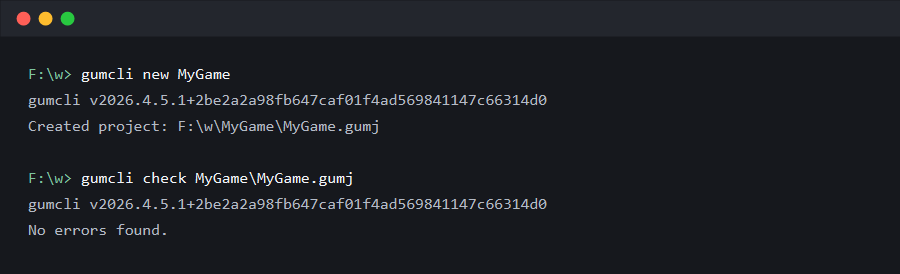 F:\w> gumcli new MyGame
gumcli v2026.4.5.1+2be2a2a98fb647caf01f4ad569841147c66314d0
Created project: F:\w\MyGame\MyGame.gumj
F:\w> gumcli check MyGame\MyGame.gumj
gumcli v2026.4.5.1+2be2a2a98fb647caf01f4ad569841147c66314d0
No errors found.